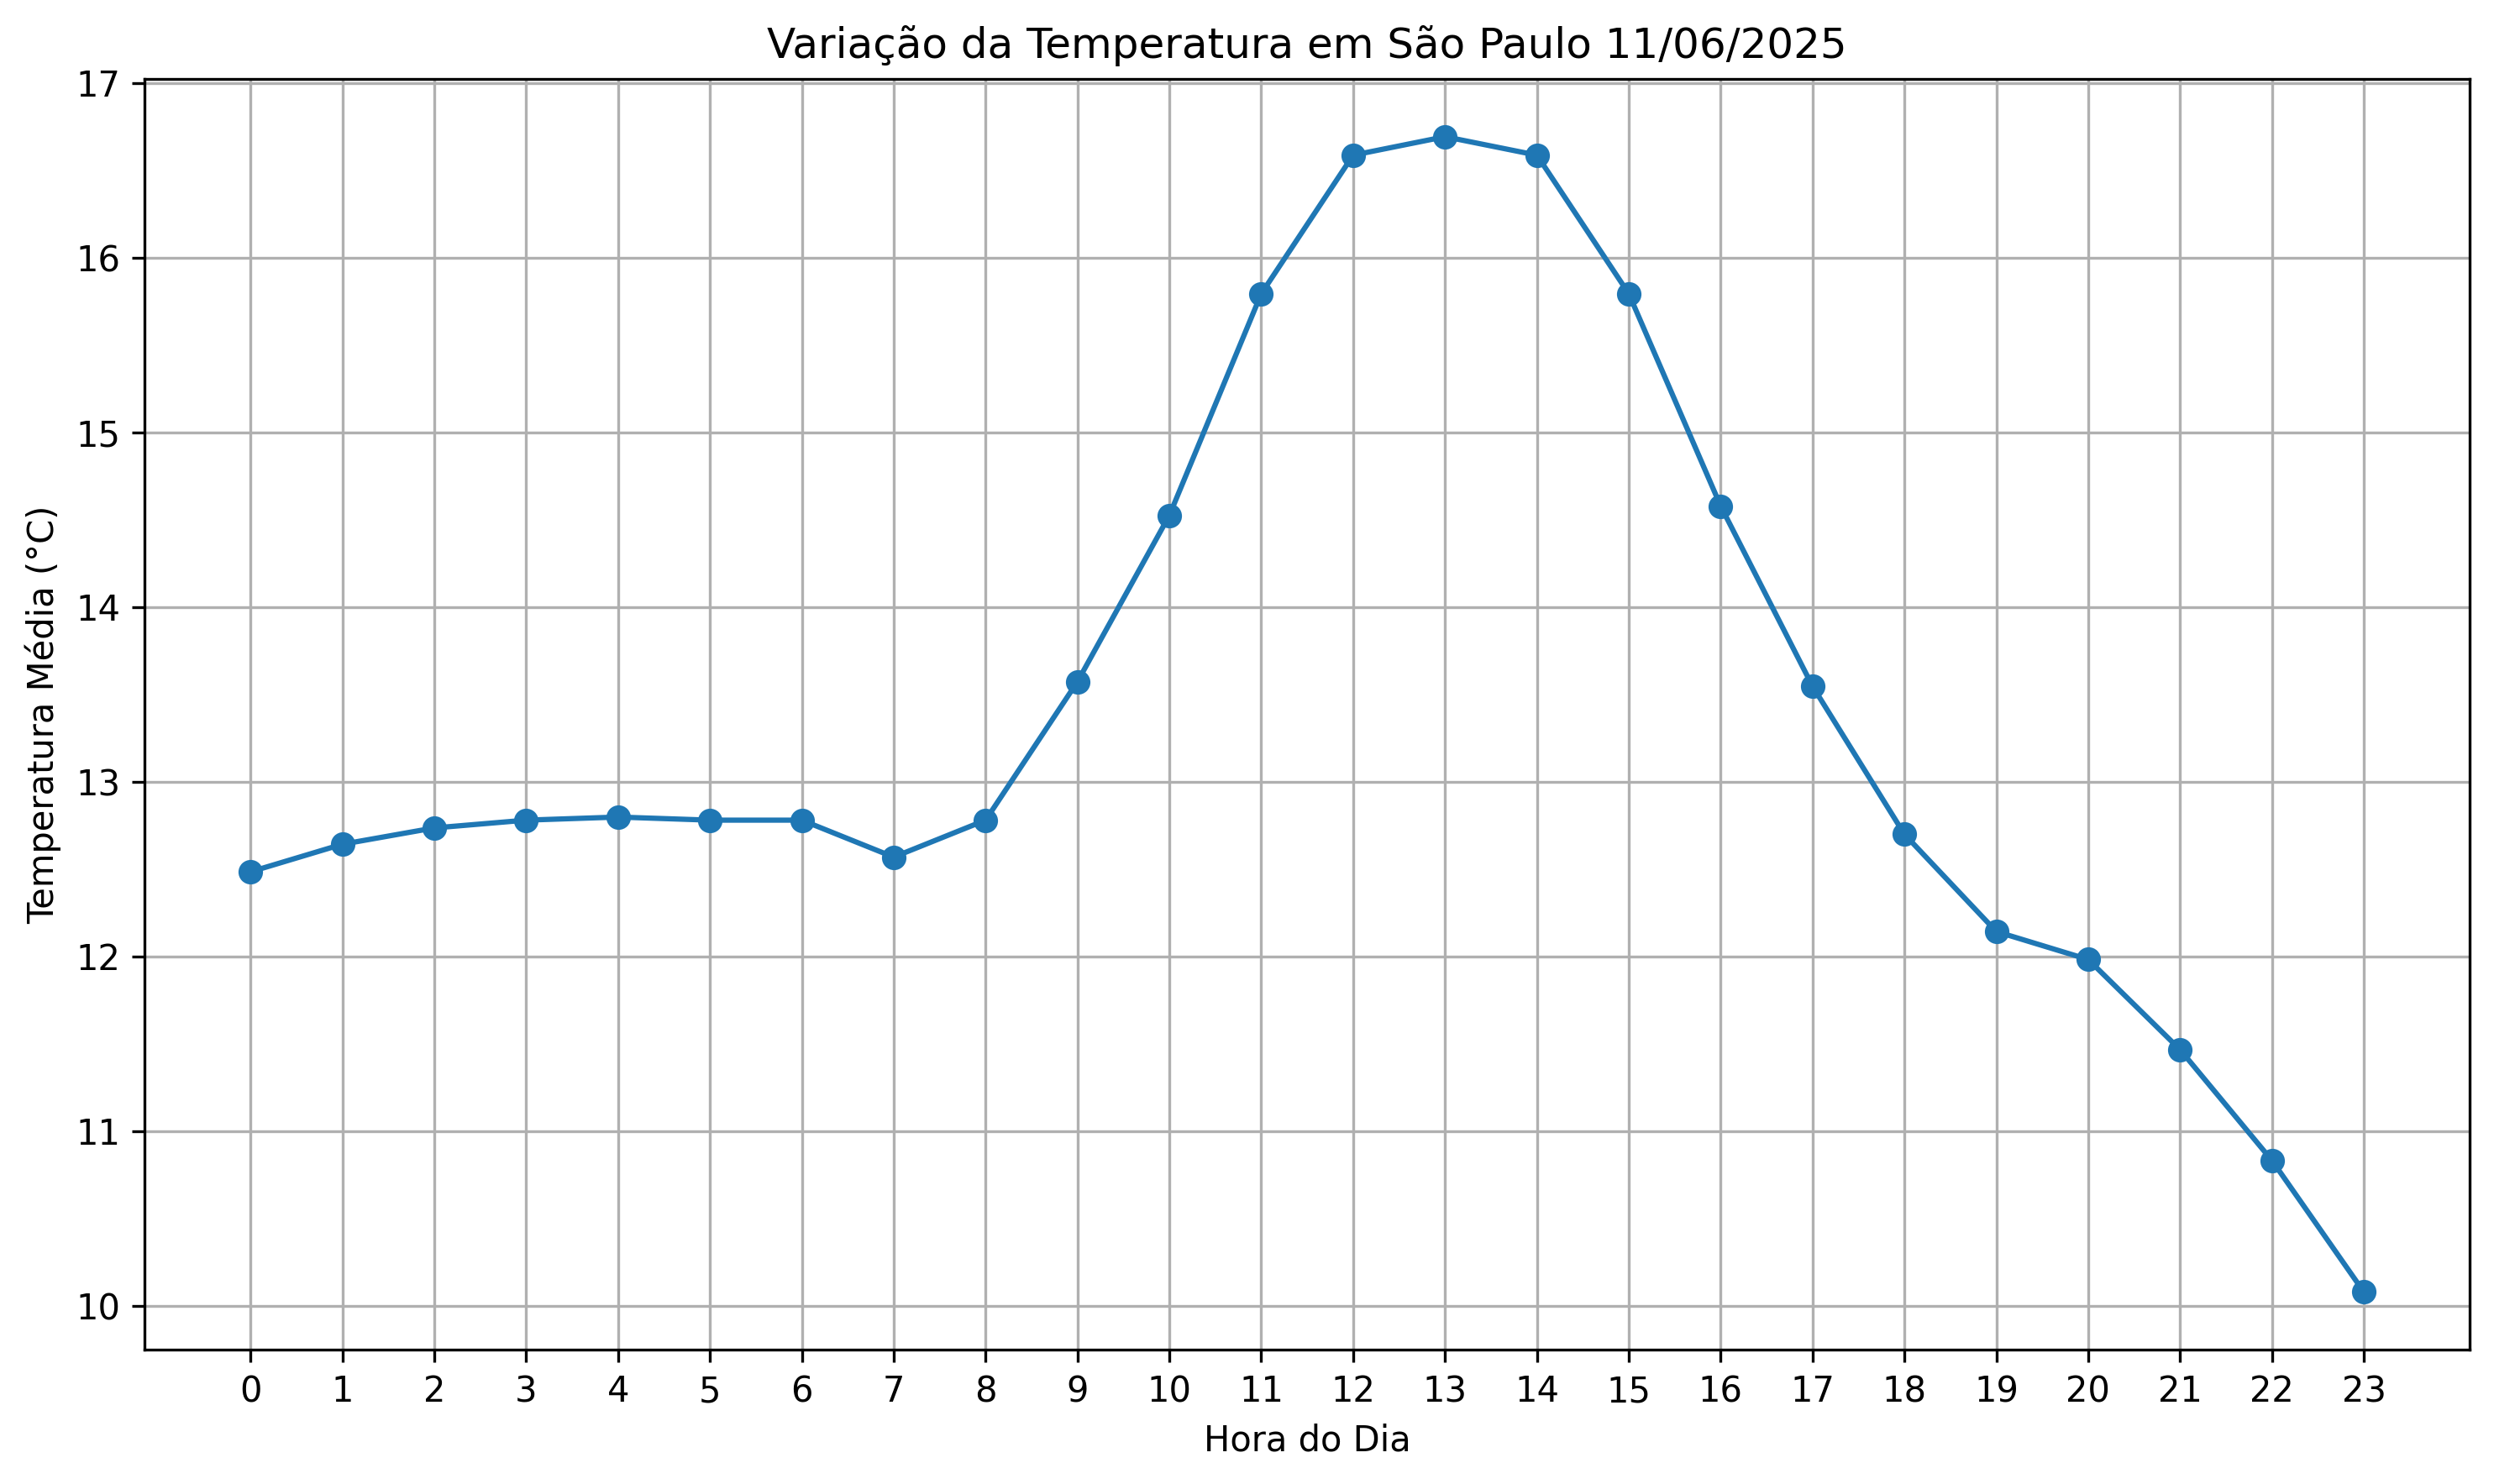 Variação da Temperatura em São Paulo 11/06/2025
Temperatura Média (°C)
17
16
15
14
13
12
11
10
0 1 2 3 4 5 6 7 8 9 10 11 12 13 14 15 16 17 18 19 20 21 22 23
Hora do Dia